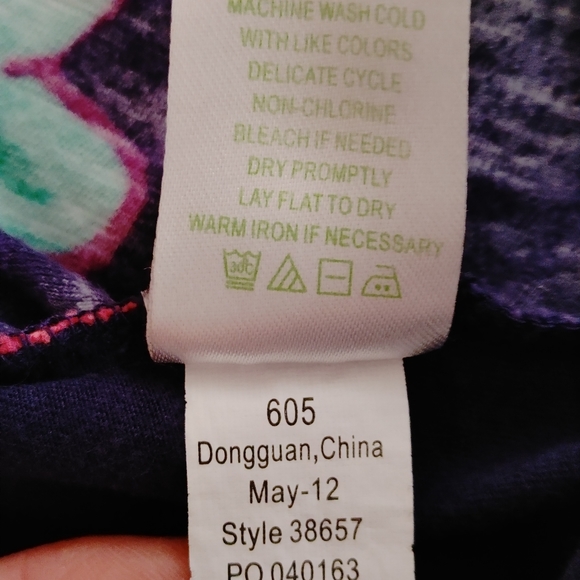 MACHINE WASH COLD
WITH LIKE COLORS
DELICATE CYCLE
NON-CHLORINE
BLEACH IF NEEDED
DRY PROMPTLY
LAY FLAT TO DRY
WARM IRON IF NECESSARY
30C
605
Dongguan,China
May-12
Style 38657
PO 040163